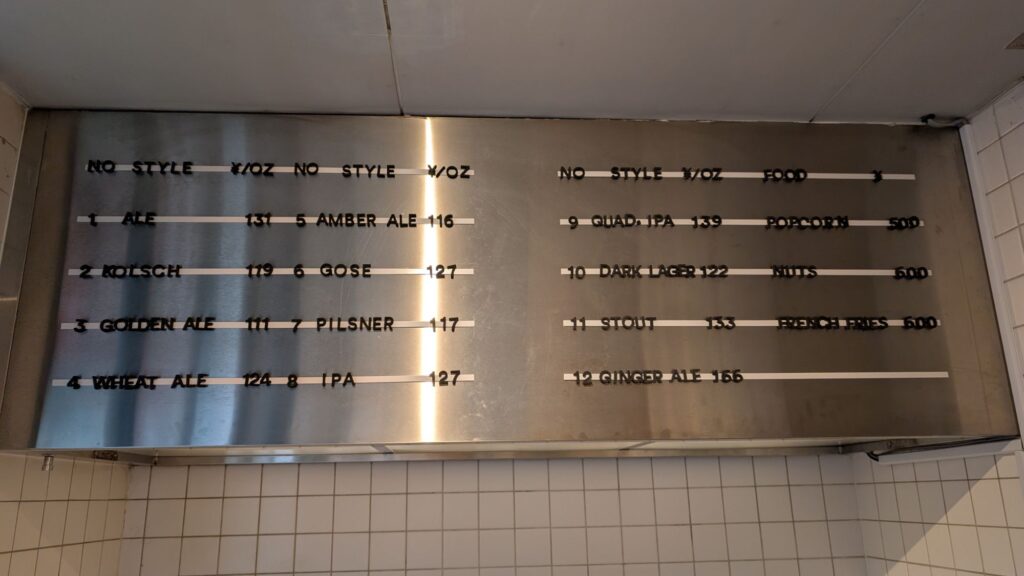 NO STYLE ¥/OZ NO STYLE ¥/OZ
1 ALE 131 5 AMBER ALE 116
2 KOLSCH 119 6 GOSE 127
3 GOLDEN ALE 111 7 PILSNER 117
4 WHEAT ALE 124 8 IPA 127
NO STYLE ¥/OZ FOOD ¥
9 QUAD. IPA 139 POPCORN 500
10 DARK LAGER 122 NUTS 500
11 STOUT 133 FRENCH FRIES 600
12 GINGER ALE 166